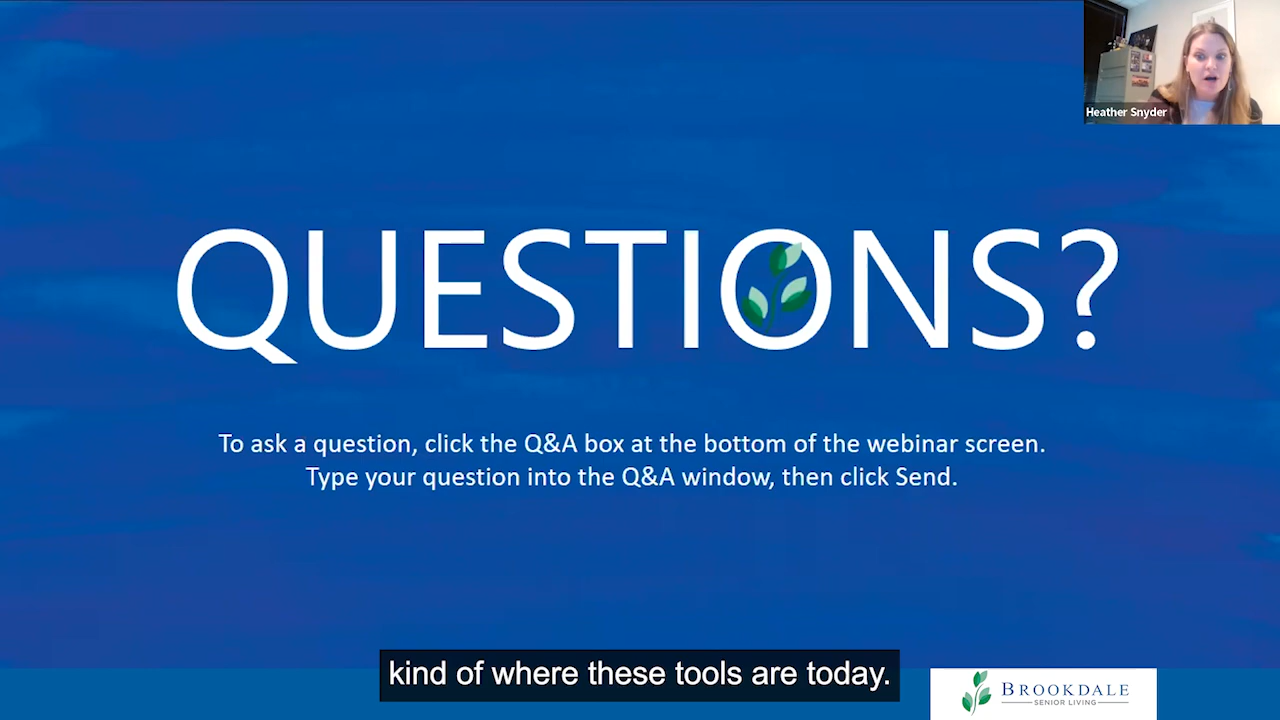 Heather Snyder
QUESTIONS?
To ask a question, click the Q&A box at the bottom of the webinar screen.
Type your question into the Q&A window, then click Send.
kind of where these tools are today.
BROOKDALE
SENIOR LIVING